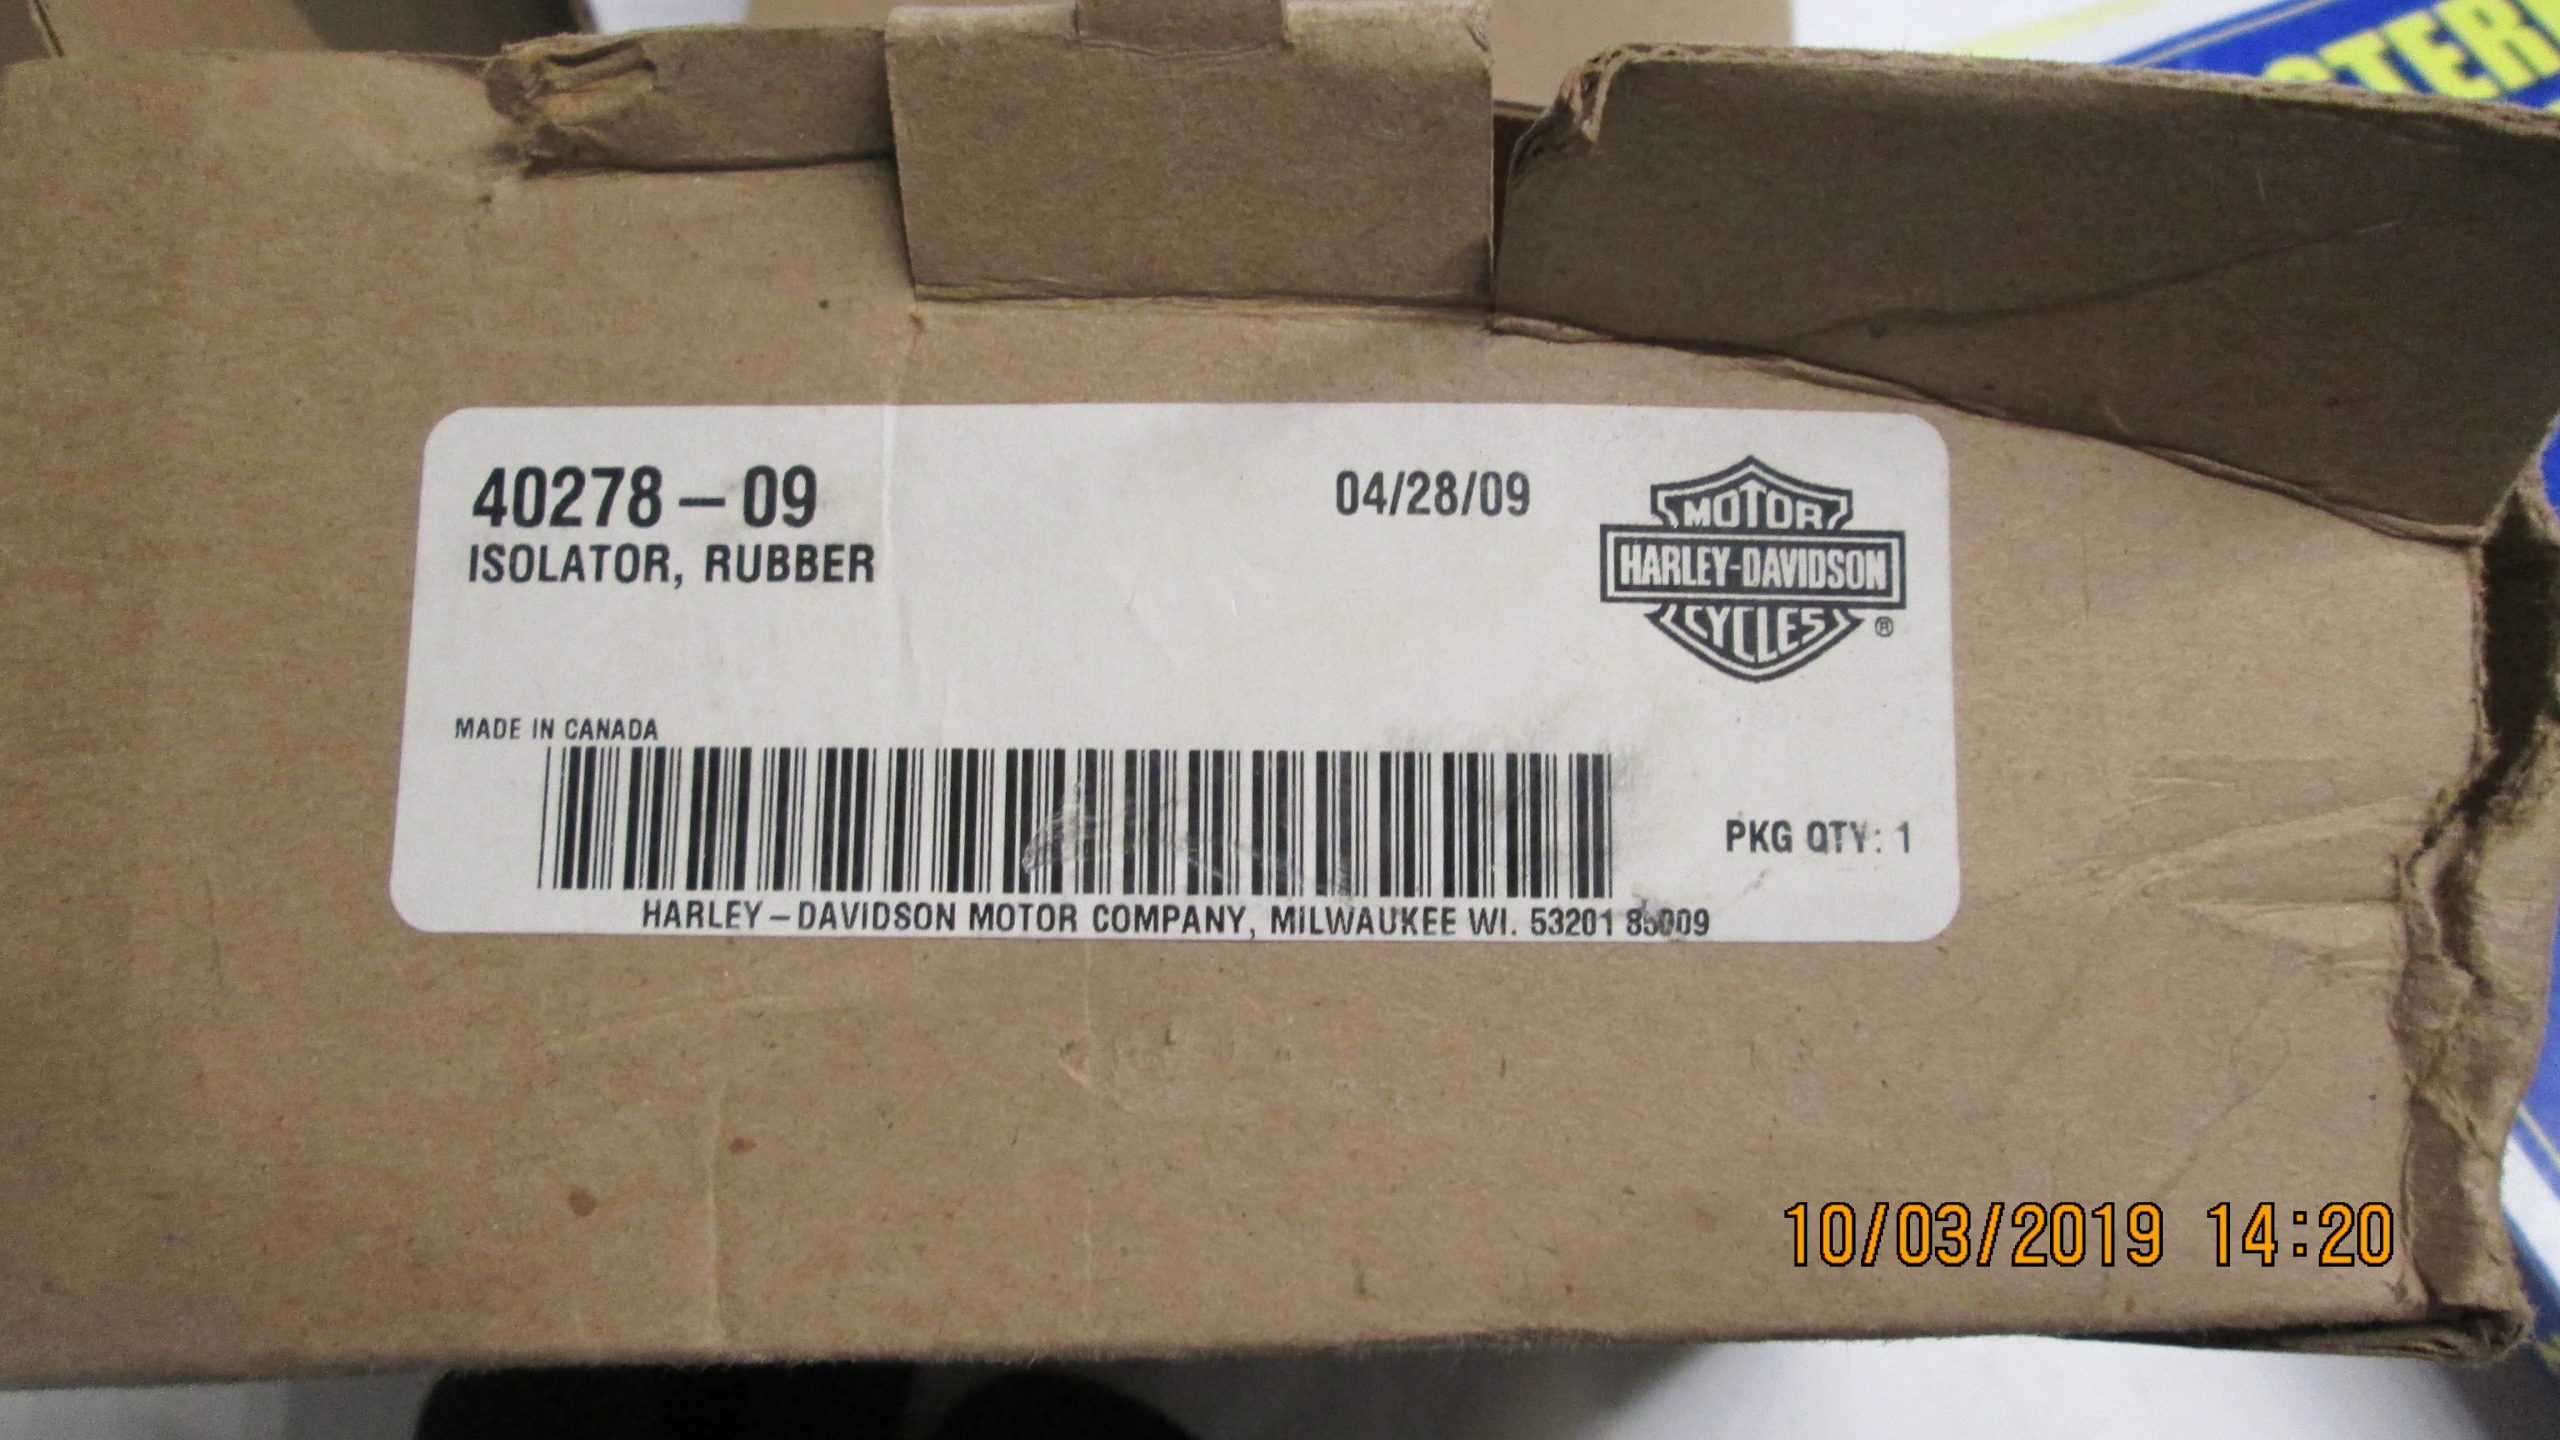 40278-09
04/28/09
ISOLATOR, RUBBER
MOTOR
HARLEY-DAVIDSON
CYCLES
®
MADE IN CANADA
PKG QTY: 1
HARLEY-DAVIDSON MOTOR COMPANY, MILWAUKEE WI. 53201
10/03/2019 14:20